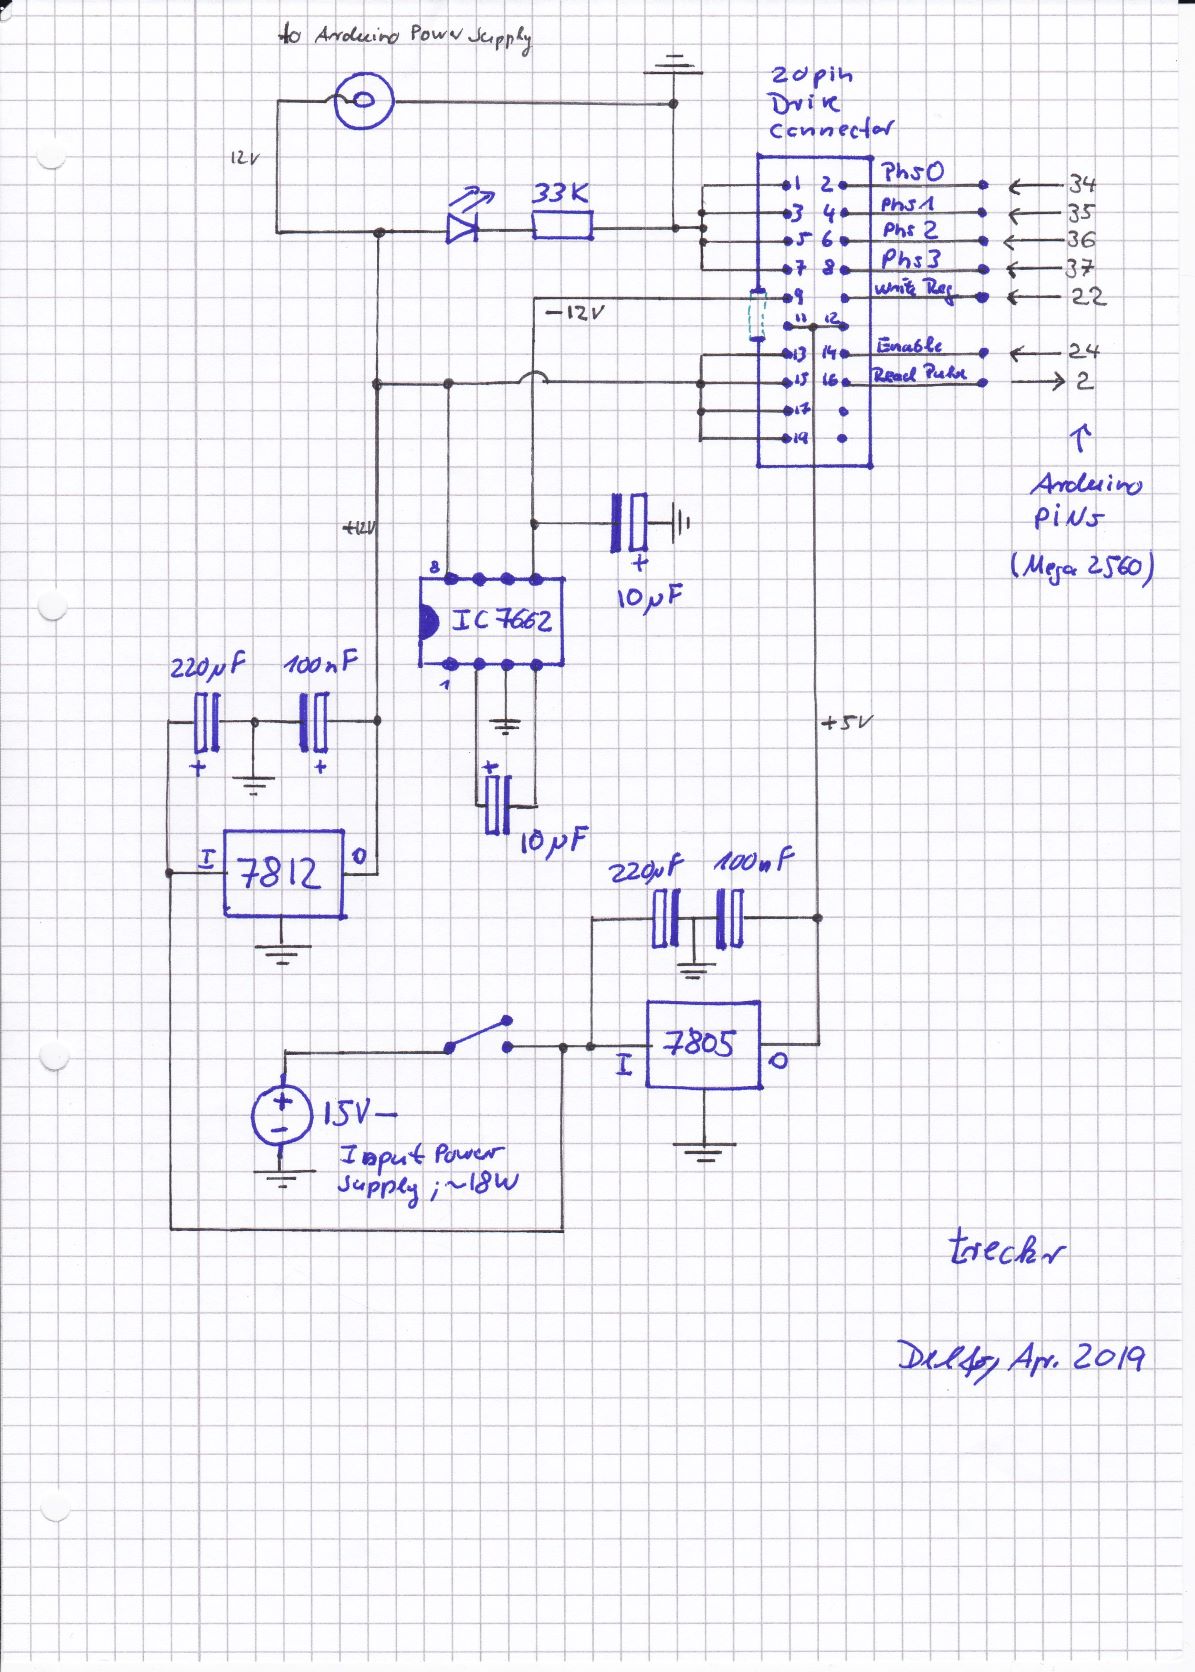 to Arduino Power Supply
20pin
Drive
Connector
12V
33K
1 2 Phs0 34
3 4 Phs1 35
5 6 Phs2 36
7 8 Phs3 37
9 Write Req 22
-12V
11 12
13 14 Enable 24
15 16 Read Pulse 2
17
19
Arduino
PiNs
(Mega 2560)
+12V
8
IC 7662
1
+
10µF
220µF 100nF
+ +
+
10µF
+5V
I 7812 O
220µF 100nF
I 7805 O
+
-
15V-
Input Power
supply; ~18W
treckr
Apr. 2019